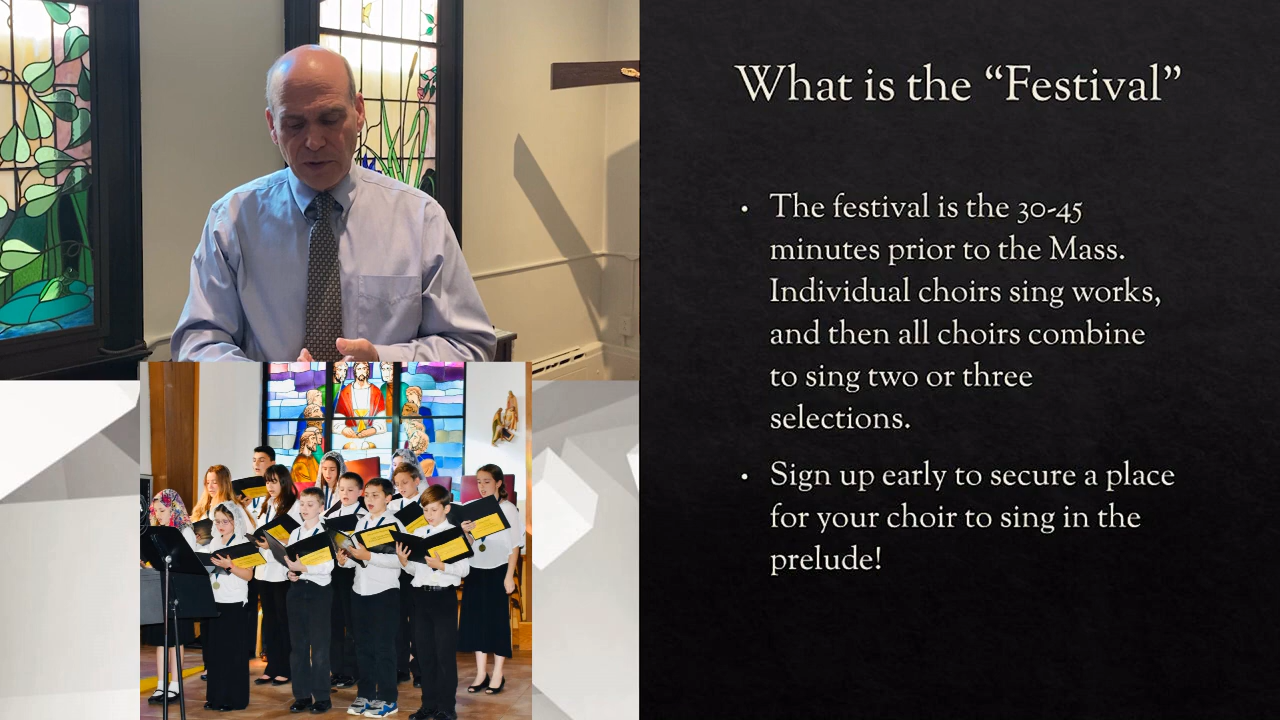 What is the “Festival”
• The festival is the 30-45
minutes prior to the Mass.
Individual choirs sing works,
and then all choirs combine
to sing two or three
selections.
• Sign up early to secure a place
for your choir to sing in the
prelude!